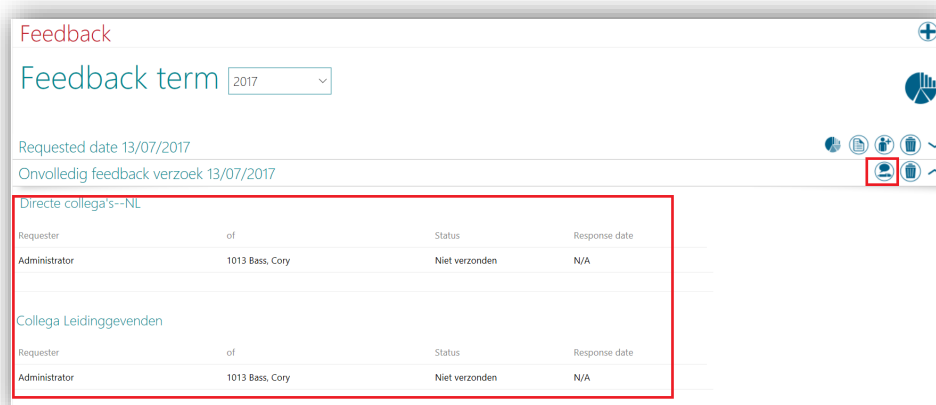 Feedback
Feedback term 2017
Requested date 13/07/2017
Onvolledig feedback verzoek 13/07/2017
Directe collega's--NL
Requester of Status Response date
Administrator 1013 Bass, Cory Niet verzonden N/A
Collega Leidinggevenden
Requester of Status Response date
Administrator 1013 Bass, Cory Niet verzonden N/A